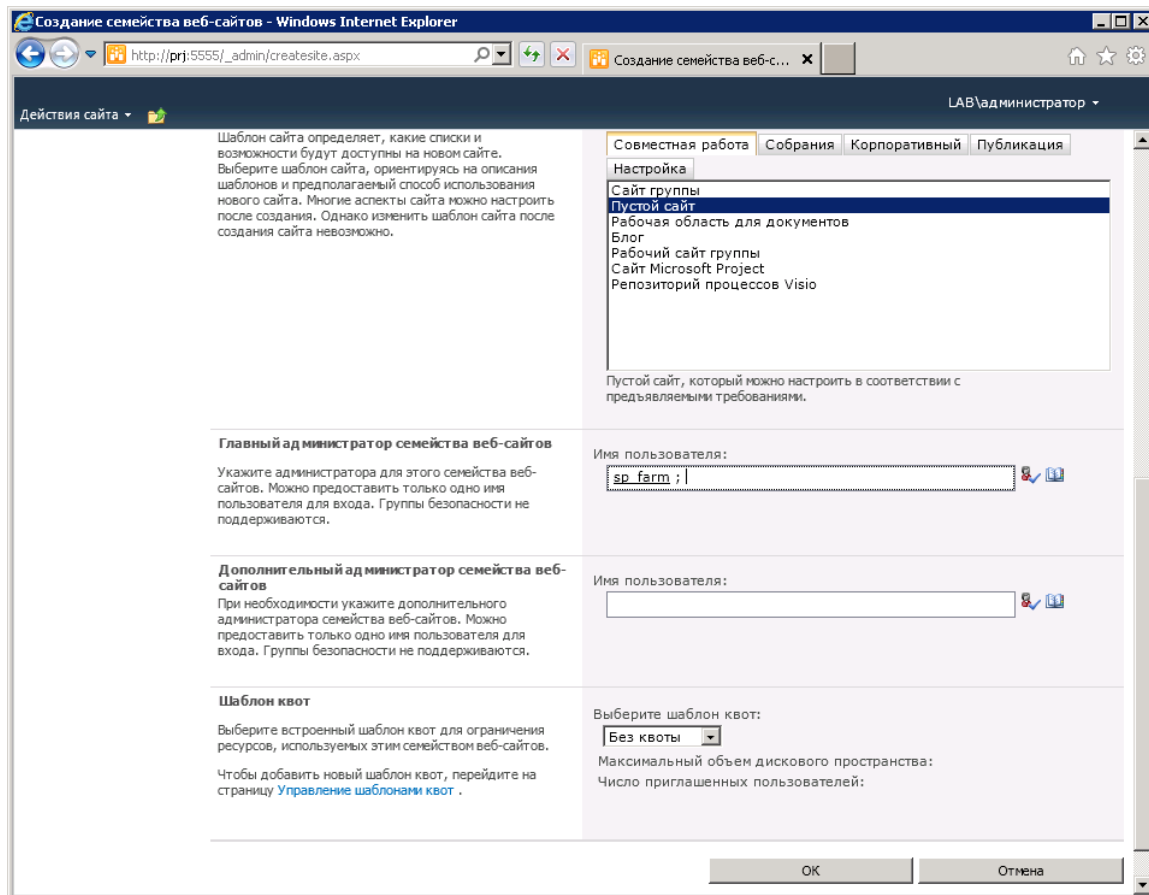 Создание семейства веб-сайтов - Windows Internet Explorer
http://prj:5555/_admin/createsite.aspx
Создание семейства веб-с...
LAB\администратор
Действия сайта
Шаблон сайта определяет, какие списки и
возможности будут доступны на новом сайте.
Выберите шаблон сайта, ориентируясь на описания
шаблонов и предполагаемый способ использования
нового сайта. Многие аспекты сайта можно настроить
после создания. Однако изменить шаблон сайта после
создания сайта невозможно.
Совместная работа Собрания Корпоративный Публикация
Настройка
Сайт группы
Пустой сайт
Рабочая область для документов
Блог
Рабочий сайт группы
Сайт Microsoft Project
Репозиторий процессов Visio
Пустой сайт, который можно настроить в соответствии с
предъявляемыми требованиями.
Главный администратор семейства веб-сайтов
Укажите администратора для этого семейства веб-
сайтов. Можно предоставить только одно имя
пользователя для входа. Группы безопасности не
поддерживаются.
Имя пользователя:
sp_farm ;
Дополнительный администратор семейства веб-
сайтов
При необходимости укажите дополнительного
администратора семейства веб-сайтов. Можно
предоставить только одно имя пользователя для
входа. Группы безопасности не поддерживаются.
Имя пользователя:
Шаблон квот
Выберите встроенный шаблон квот для ограничения
ресурсов, используемых этим семейством веб-сайтов.
Чтобы добавить новый шаблон квот, перейдите на
страницу Управление шаблонами квот .
Выберите шаблон квот:
Без квоты
Максимальный объем дискового пространства:
Число приглашенных пользователей:
OK
Отмена